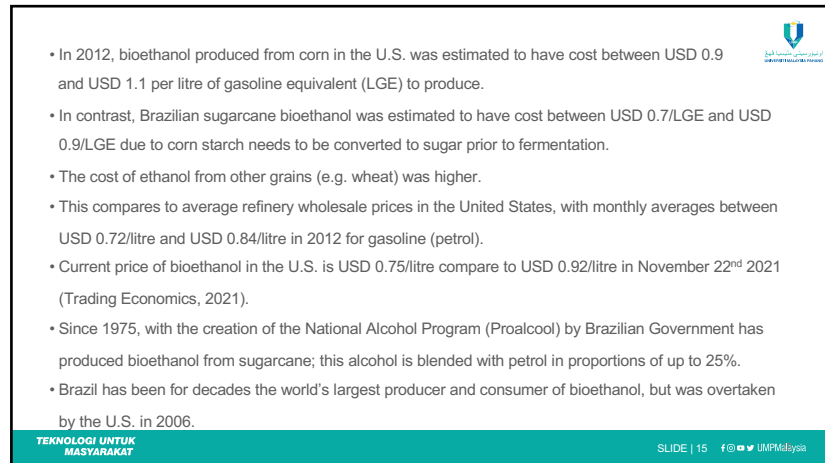 • In 2012, bioethanol produced from corn in the U.S. was estimated to have cost between USD 0.9
and USD 1.1 per litre of gasoline equivalent (LGE) to produce.
• In contrast, Brazilian sugarcane bioethanol was estimated to have cost between USD 0.7/LGE and USD
0.9/LGE due to corn starch needs to be converted to sugar prior to fermentation.
• The cost of ethanol from other grains (e.g. wheat) was higher.
• This compares to average refinery wholesale prices in the United States, with monthly averages between
USD 0.72/litre and USD 0.84/litre in 2012 for gasoline (petrol).
• Current price of bioethanol in the U.S. is USD 0.75/litre compare to USD 0.92/litre in November 22nd 2021
(Trading Economics, 2021).
• Since 1975, with the creation of the National Alcohol Program (Proalcool) by Brazilian Government has
produced bioethanol from sugarcane; this alcohol is blended with petrol in proportions of up to 25%.
• Brazil has been for decades the world's largest producer and consumer of bioethanol, but was overtaken
by the U.S. in 2006.
UNIVERSITI MALAYSIA PAHANG
TEKNOLOGI UNTUK
MASYARAKAT
SLIDE | 15 UMPMalaysia